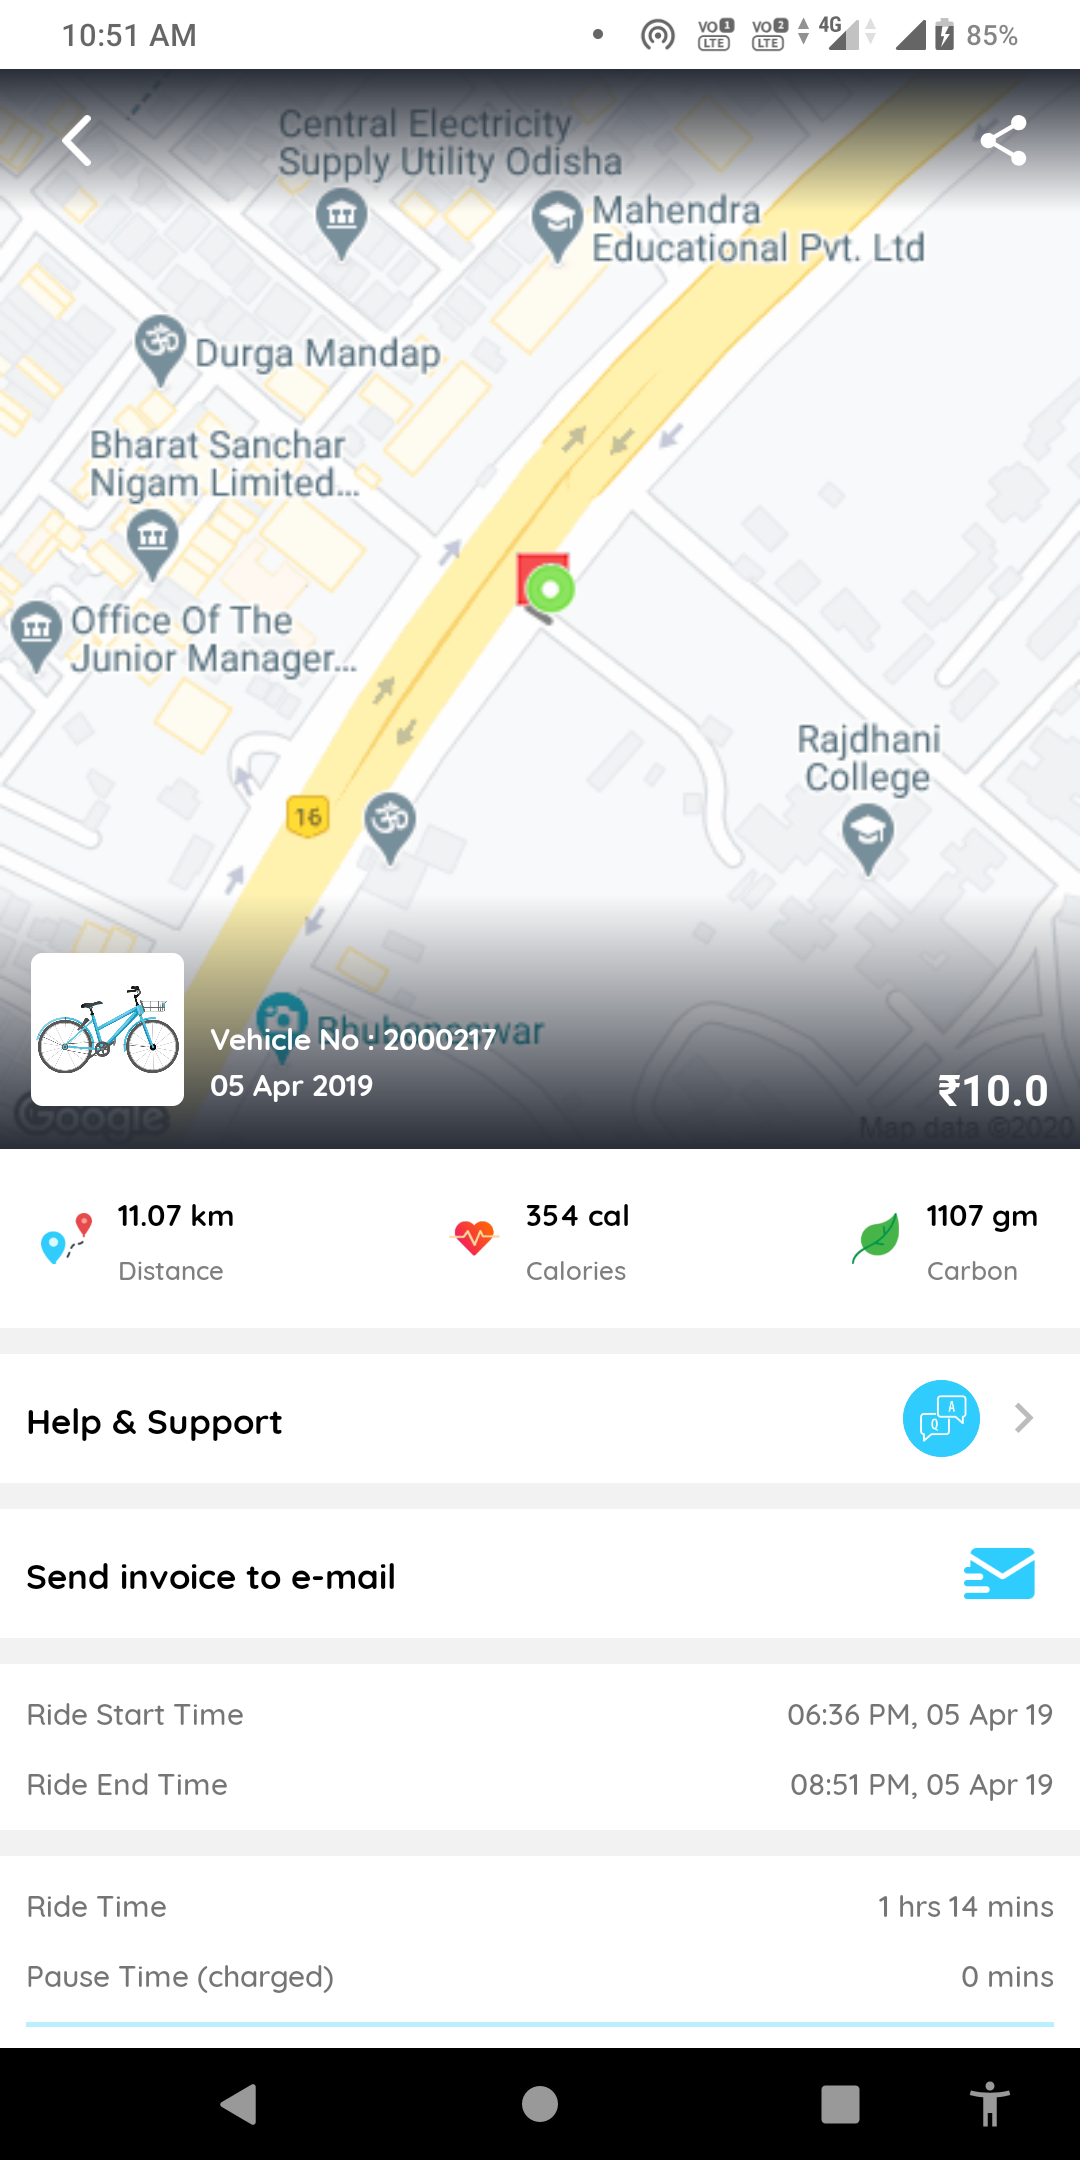 10:51 AM
VO 1 LTE
VO 2 LTE
4G
85%
Central Electricity
Supply Utility Odisha
Mahendra
Educational Pvt. Ltd
Durga Mandap
Bharat Sanchar
Nigam Limited...
Office Of The
Junior Manager...
Rajdhani
College
16
Bhubaneswar
Vehicle No : 2000217
05 Apr 2019
₹10.0
Google
Map data ©2020
11.07 km
Distance
354 cal
Calories
1107 gm
Carbon
Help & Support
A
Q
Send invoice to e-mail
Ride Start Time
06:36 PM, 05 Apr 19
Ride End Time
08:51 PM, 05 Apr 19
Ride Time
1 hrs 14 mins
Pause Time (charged)
0 mins